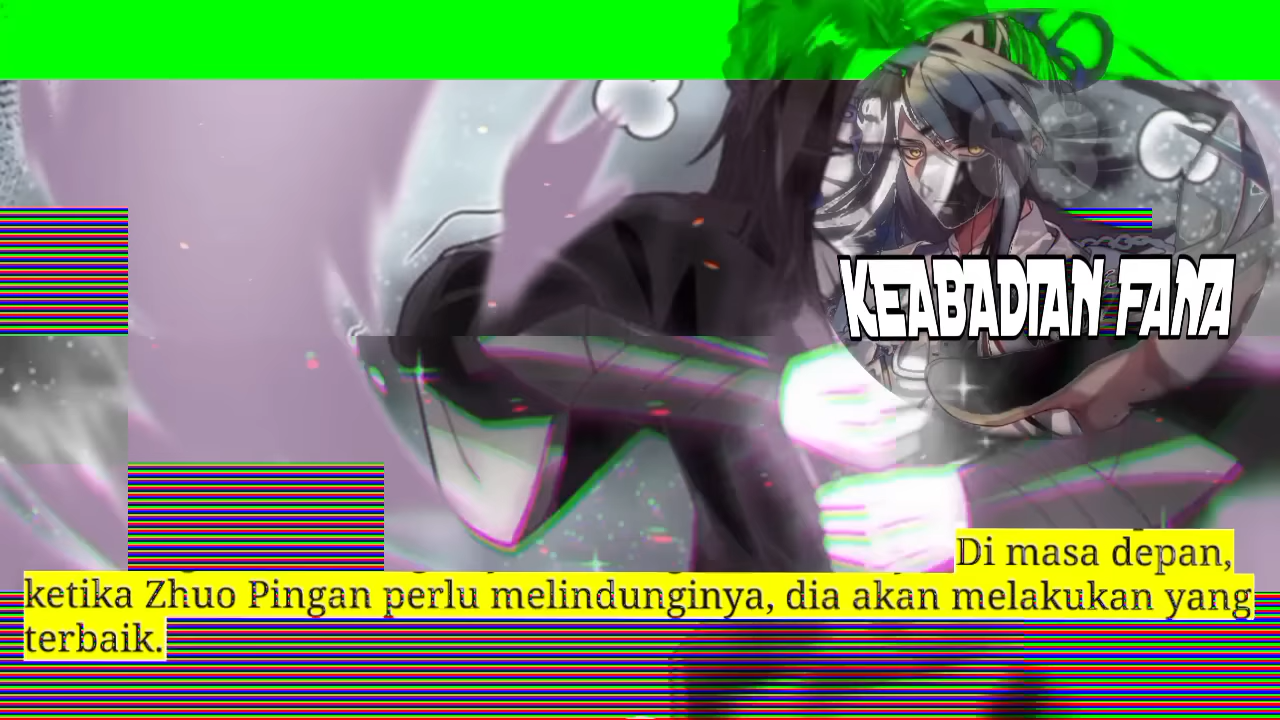 KEABADIAN FANA
Di masa depan,
ketika Zhuo Pingan perlu melindunginya, dia akan melakukan yang
terbaik.